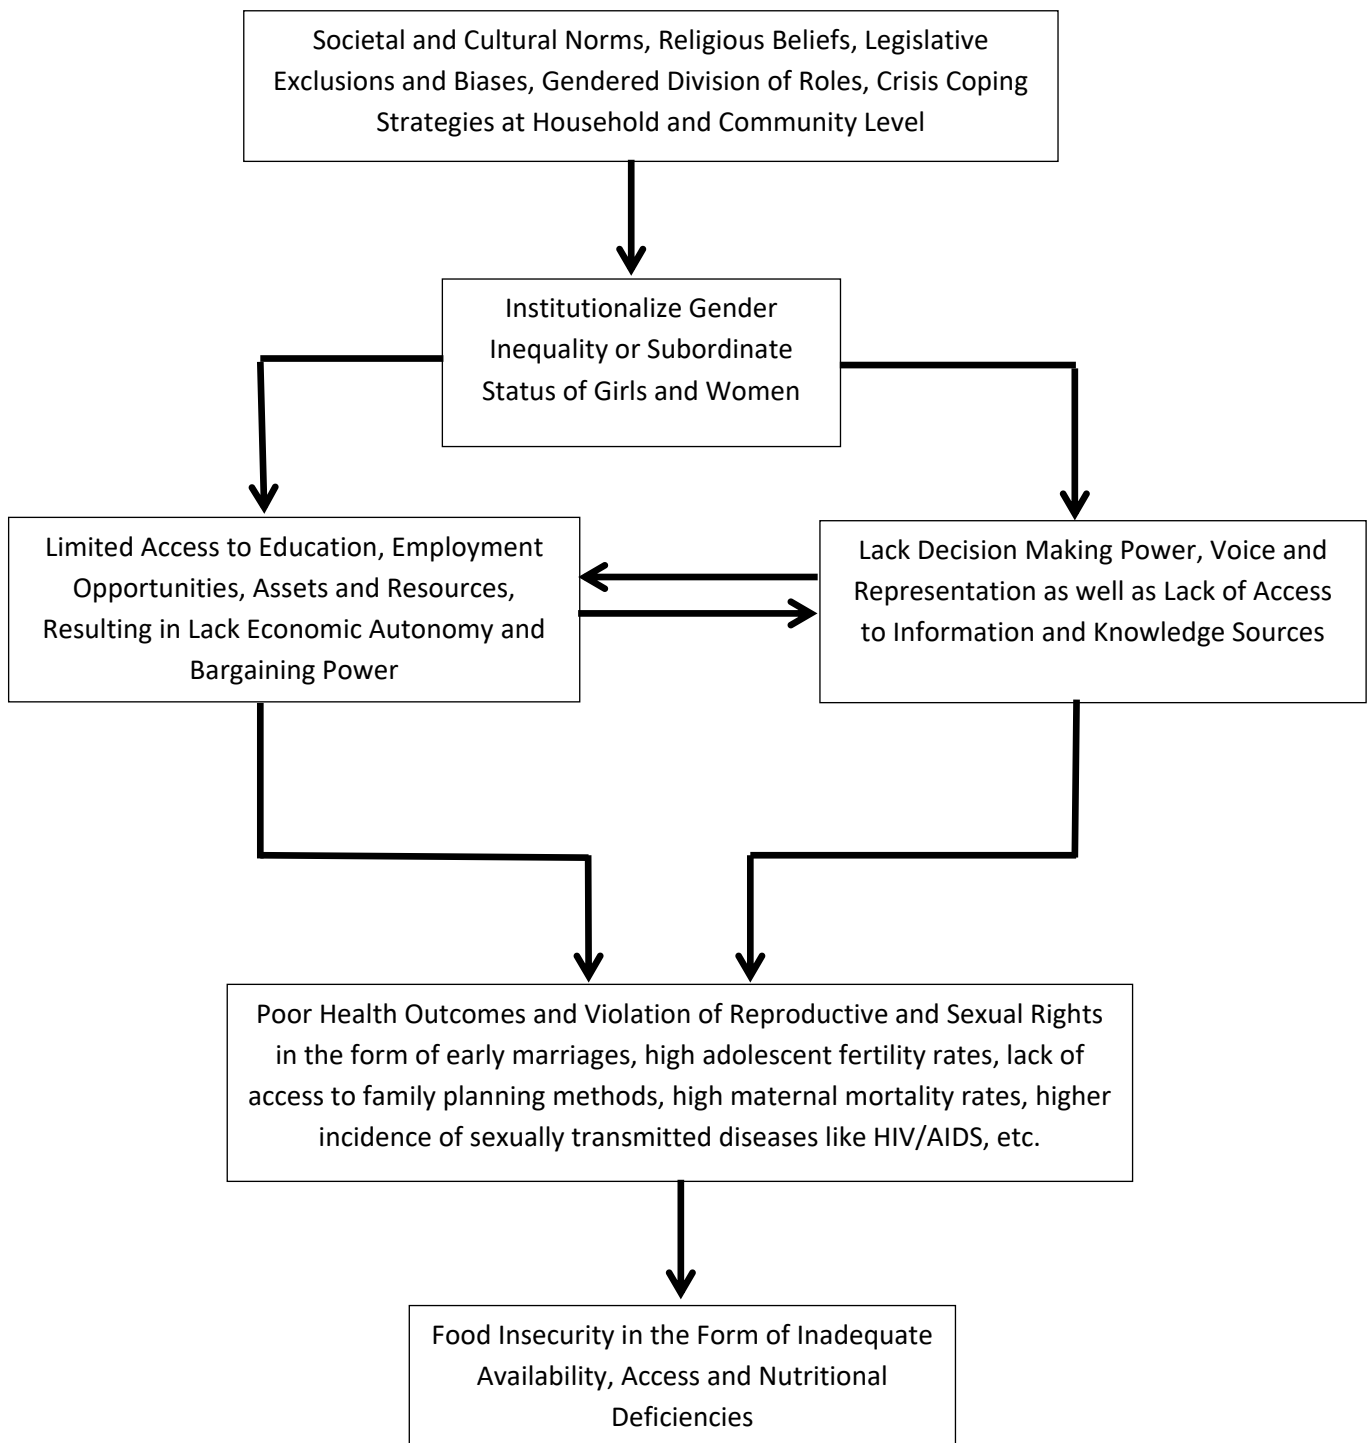 Societal and Cultural Norms, Religious Beliefs, Legislative
Exclusions and Biases, Gendered Division of Roles, Crisis Coping
Strategies at Household and Community Level
Institutionalize Gender
Inequality or Subordinate
Status of Girls and Women
Limited Access to Education, Employment
Opportunities, Assets and Resources,
Resulting in Lack Economic Autonomy and
Bargaining Power
Lack Decision Making Power, Voice and
Representation as well as Lack of Access
to Information and Knowledge Sources
Poor Health Outcomes and Violation of Reproductive and Sexual Rights
in the form of early marriages, high adolescent fertility rates, lack of
access to family planning methods, high maternal mortality rates, higher
incidence of sexually transmitted diseases like HIV/AIDS, etc.
Food Insecurity in the Form of Inadequate
Availability, Access and Nutritional
Deficiencies